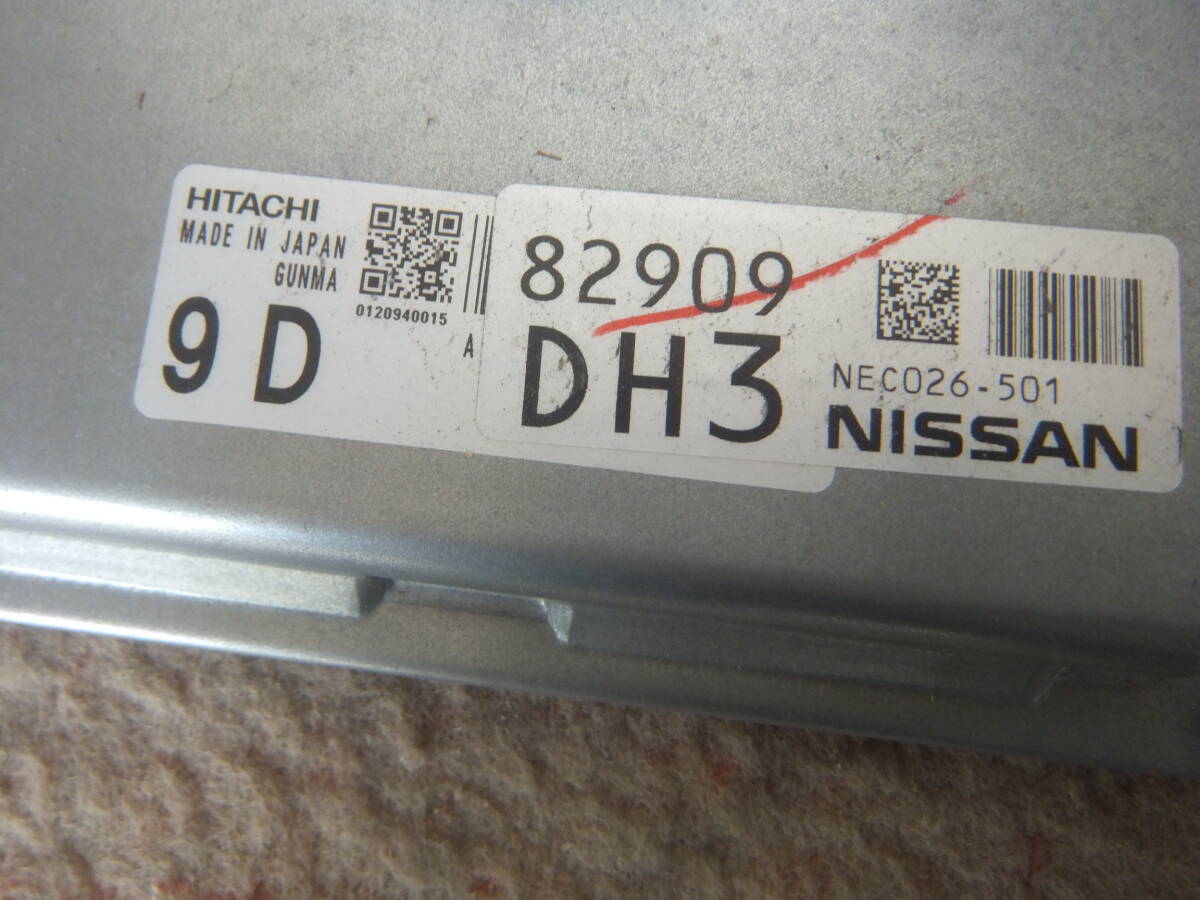 HITACHI
MADE IN JAPAN
GUNMA
0120940015
9D
A
82909
DH3
NEC026-501
NISSAN